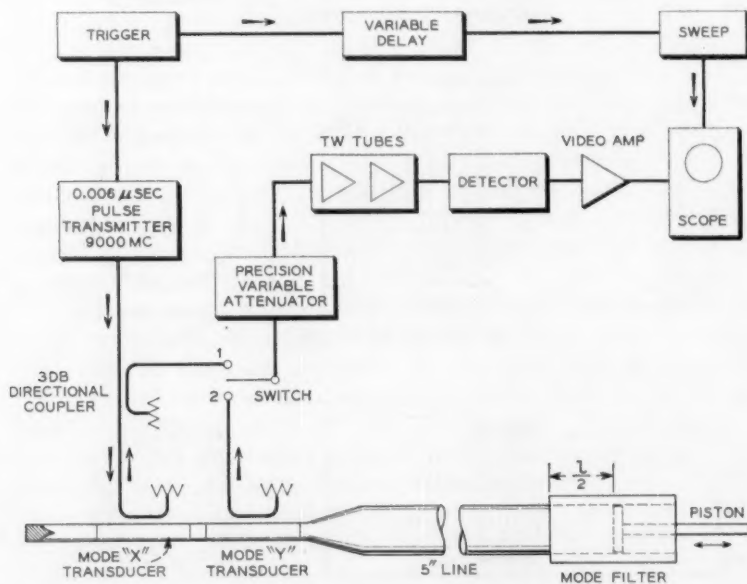 TRIGGER
VARIABLE
DELAY
SWEEP
TW TUBES
VIDEO AMP
DETECTOR
SCOPE
0.006 μSEC
PULSE
TRANSMITTER
9000 MC
PRECISION
VARIABLE
ATTENUATOR
3DB
DIRECTIONAL
COUPLER
1
2
SWITCH
l
2
PISTON
MODE "X"
TRANSDUCER
MODE "Y"
TRANSDUCER
5" LINE
MODE FILTER